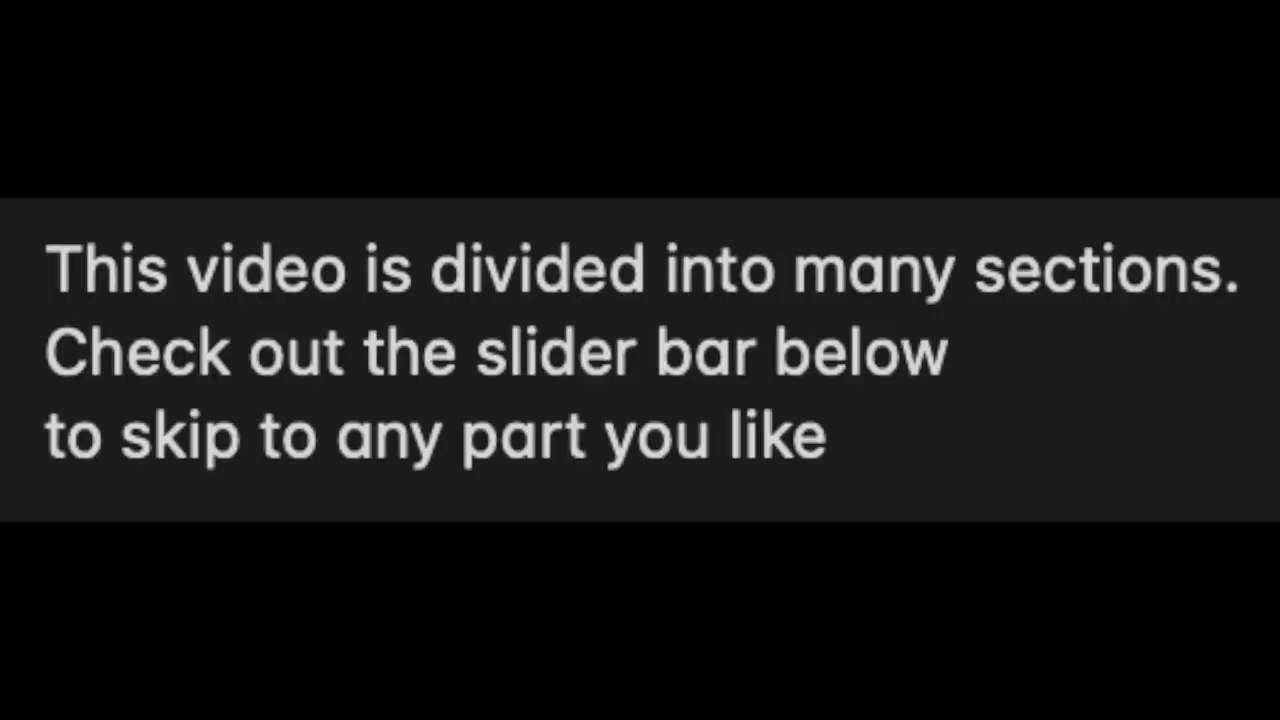 This video is divided into many sections.
Check out the slider bar below
to skip to any part you like